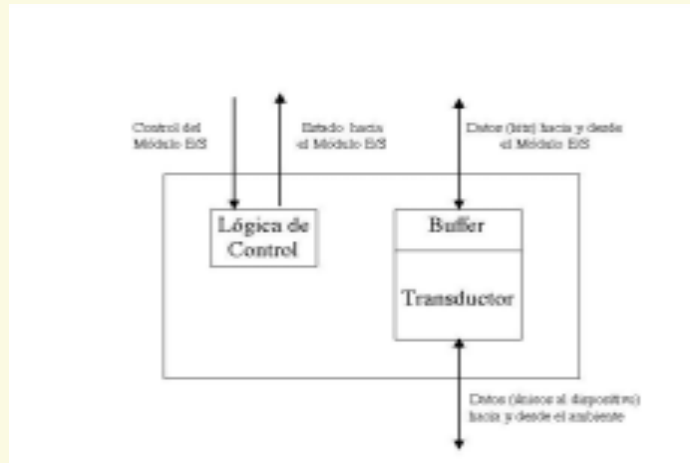 Control del
Módulo E/S
Estado hacia
el Módulo E/S
Datos (bits) hacia y desde
el Módulo E/S
Lógica de
Control
Buffer
Transductor
Datos (únicos al dispositivo)
hacia y desde el ambiente